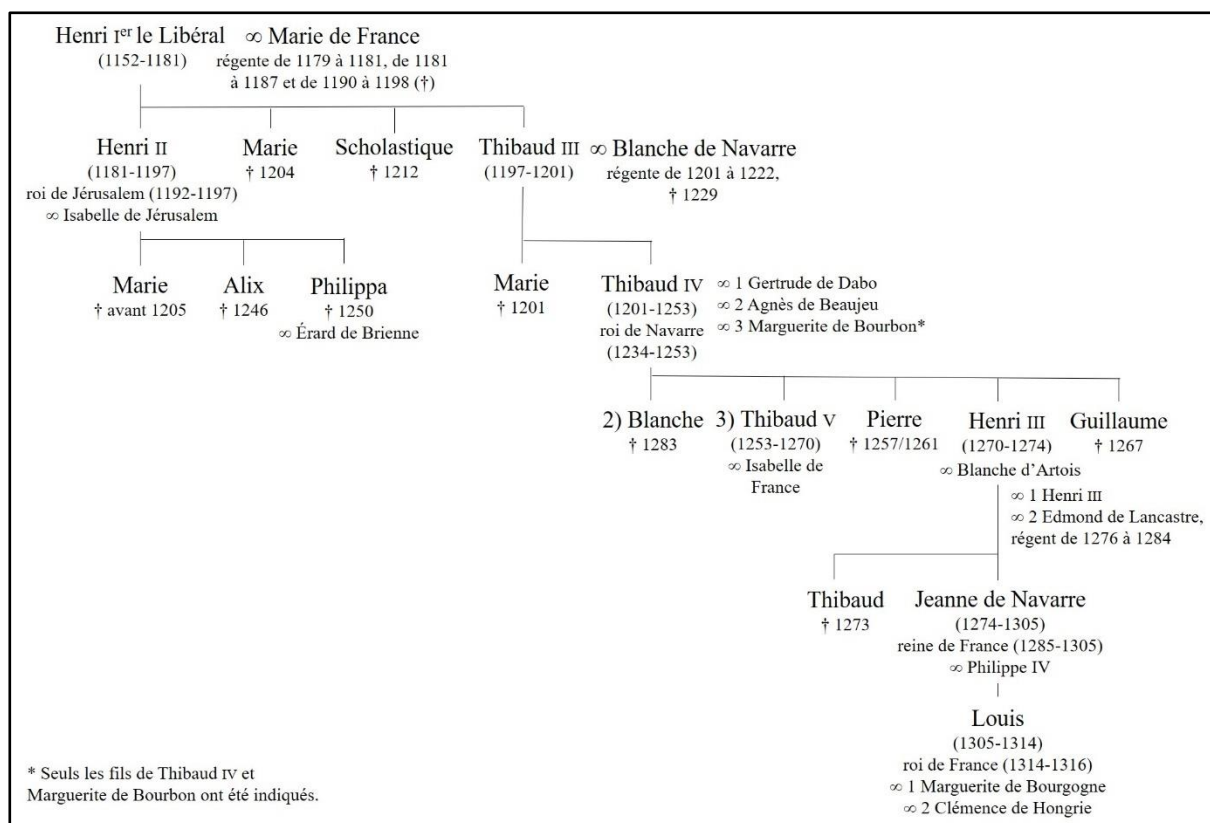 Henri Ier le Libéral ∞ Marie de France
(1152-1181) régente de 1179 à 1181, de 1181
à 1187 et de 1190 à 1198 (†)
Henri II
(1181-1197)
roi de Jérusalem (1192-1197)
∞ Isabelle de Jérusalem
Marie
† 1204
Scholastique
† 1212
Thibaud III
(1197-1201)
∞ Blanche de Navarre
régente de 1201 à 1222,
† 1229
Marie
† avant 1205
Alix
† 1246
Philippa
† 1250
∞ Érard de Brienne
Marie
† 1201
Thibaud IV
(1201-1253)
roi de Navarre
(1234-1253)
∞ 1 Gertrude de Dabo
∞ 2 Agnès de Beaujeu
∞ 3 Marguerite de Bourbon*
2) Blanche
† 1283
3) Thibaud V
(1253-1270)
∞ Isabelle de
France
Pierre
† 1257/1261
Henri III
(1270-1274)
∞ Blanche d’Artois
Guillaume
† 1267
∞ 1 Henri III
∞ 2 Edmond de Lancastre,
régent de 1276 à 1284
Thibaud
† 1273
Jeanne de Navarre
(1274-1305)
reine de France (1285-1305)
∞ Philippe IV
Louis
(1305-1314)
roi de France (1314-1316)
∞ 1 Marguerite de Bourgogne
∞ 2 Clémence de Hongrie
* Seuls les fils de Thibaud IV et
Marguerite de Bourbon ont été indiqués.